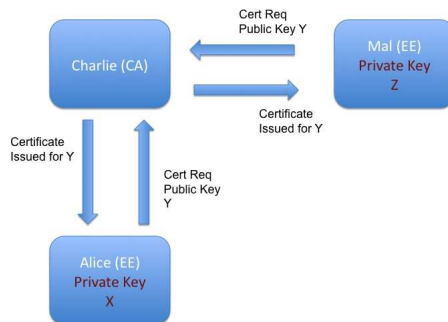 Cert Req
Public Key Y
Charlie (CA)
Mal (EE)
Private Key
Z
Certificate
Issued for Y
Certificate
Issued for Y
Cert Req
Public Key
Y
Alice (EE)
Private Key
X